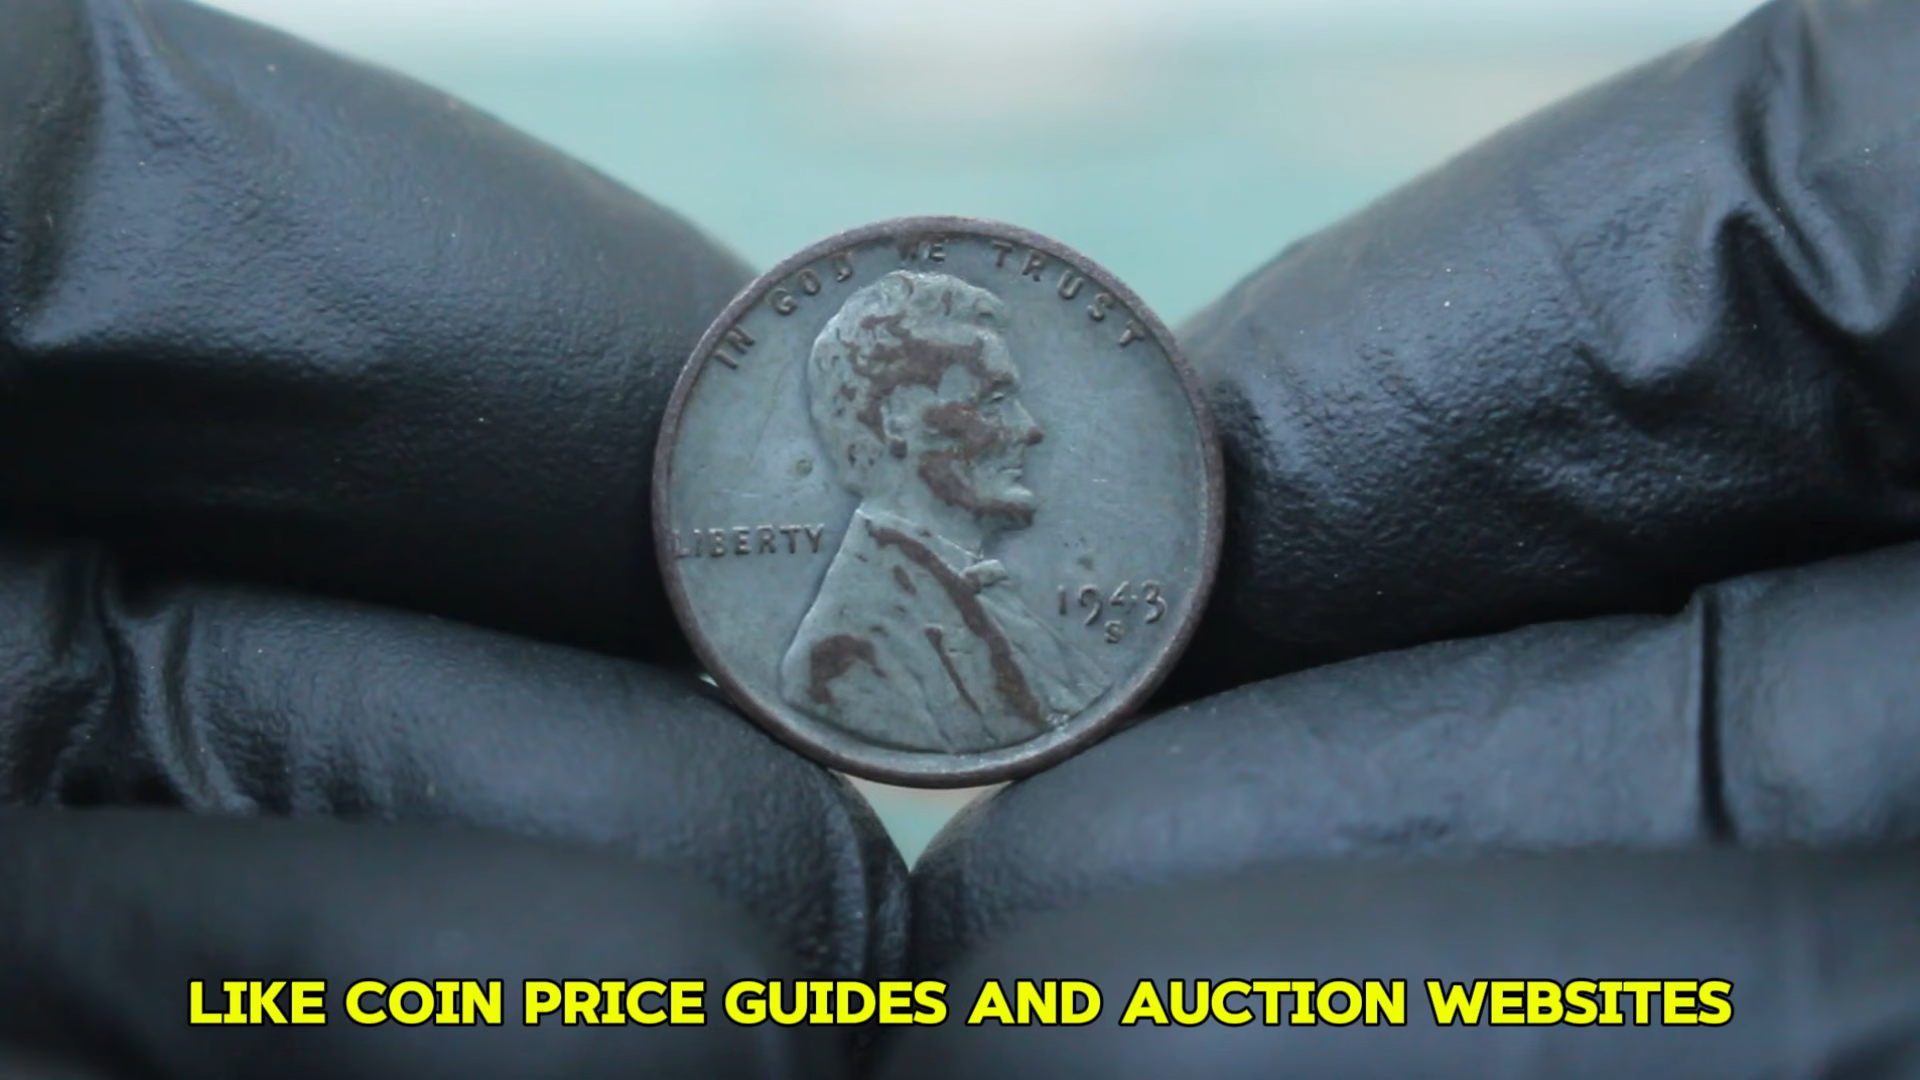 IN GOD WE TRUST
LIBERTY
1943
S
LIKE COIN PRICE GUIDES AND AUCTION WEBSITES